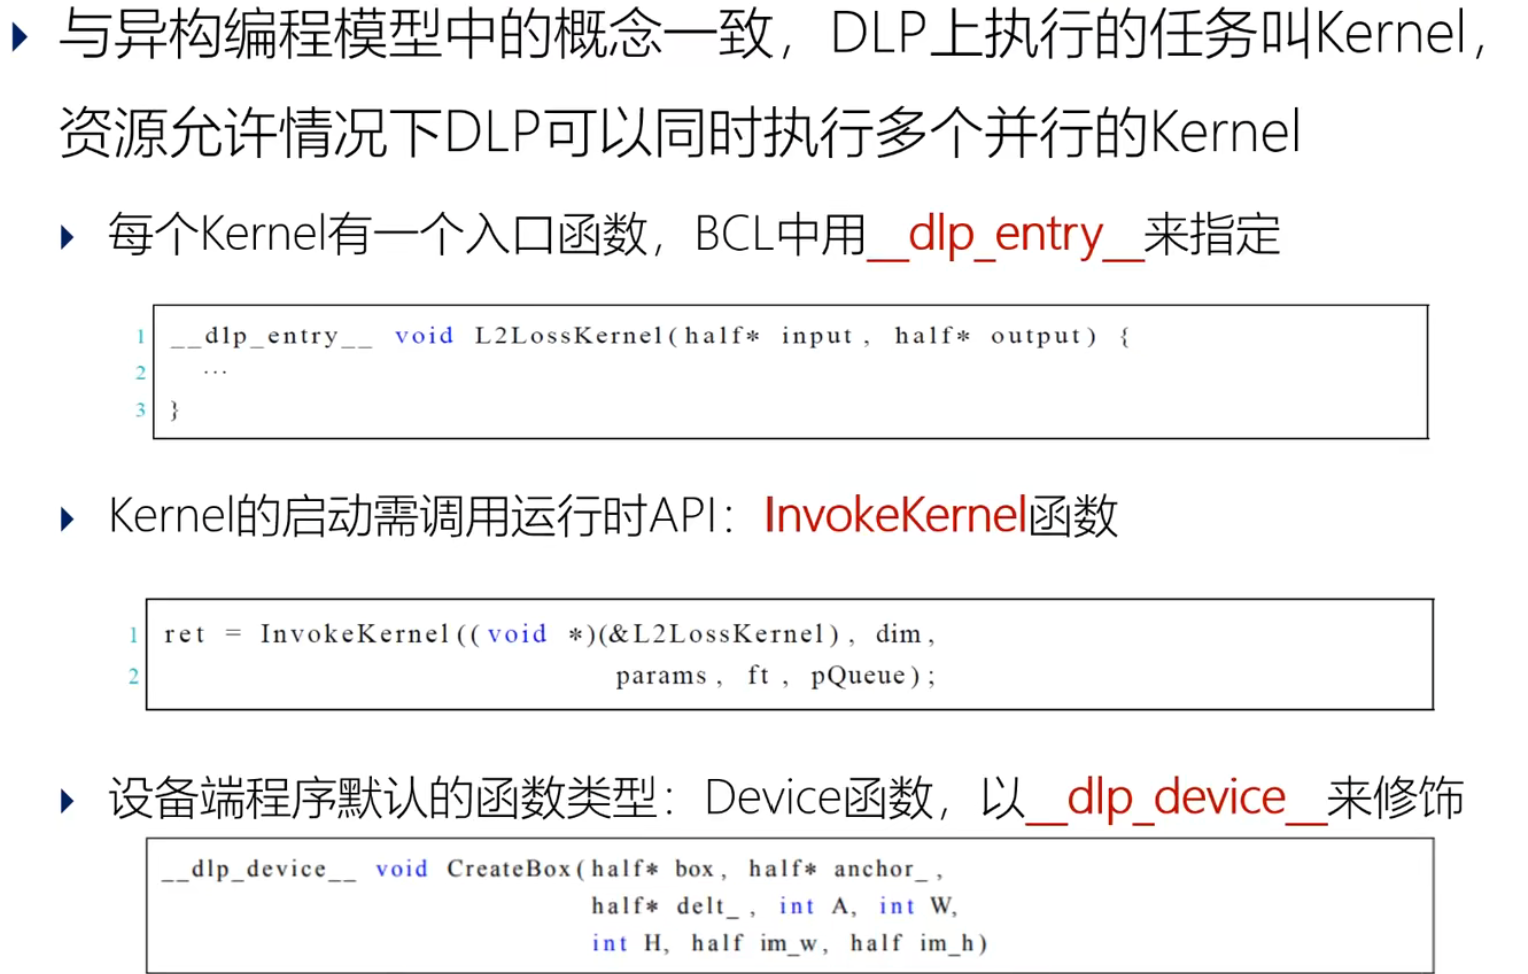 与异构编程模型中的概念一致，DLP上执行的任务叫Kernel，
资源允许情况下DLP可以同时执行多个并行的Kernel
每个Kernel有一个入口函数，BCL中用__dlp_entry__来指定
1 __dlp_entry__ void L2LossKernel(half* input, half* output) {
2 ...
3 }
Kernel的启动需调用运行时API：InvokeKernel函数
1 ret = InvokeKernel((void *)(&L2LossKernel), dim,
2 params, ft, pQueue);
设备端程序默认的函数类型：Device函数，以__dlp_device__来修饰
__dlp_device__ void CreateBox(half* box, half* anchor_,
half* delt_, int A, int W,
int H, half im_w, half im_h)